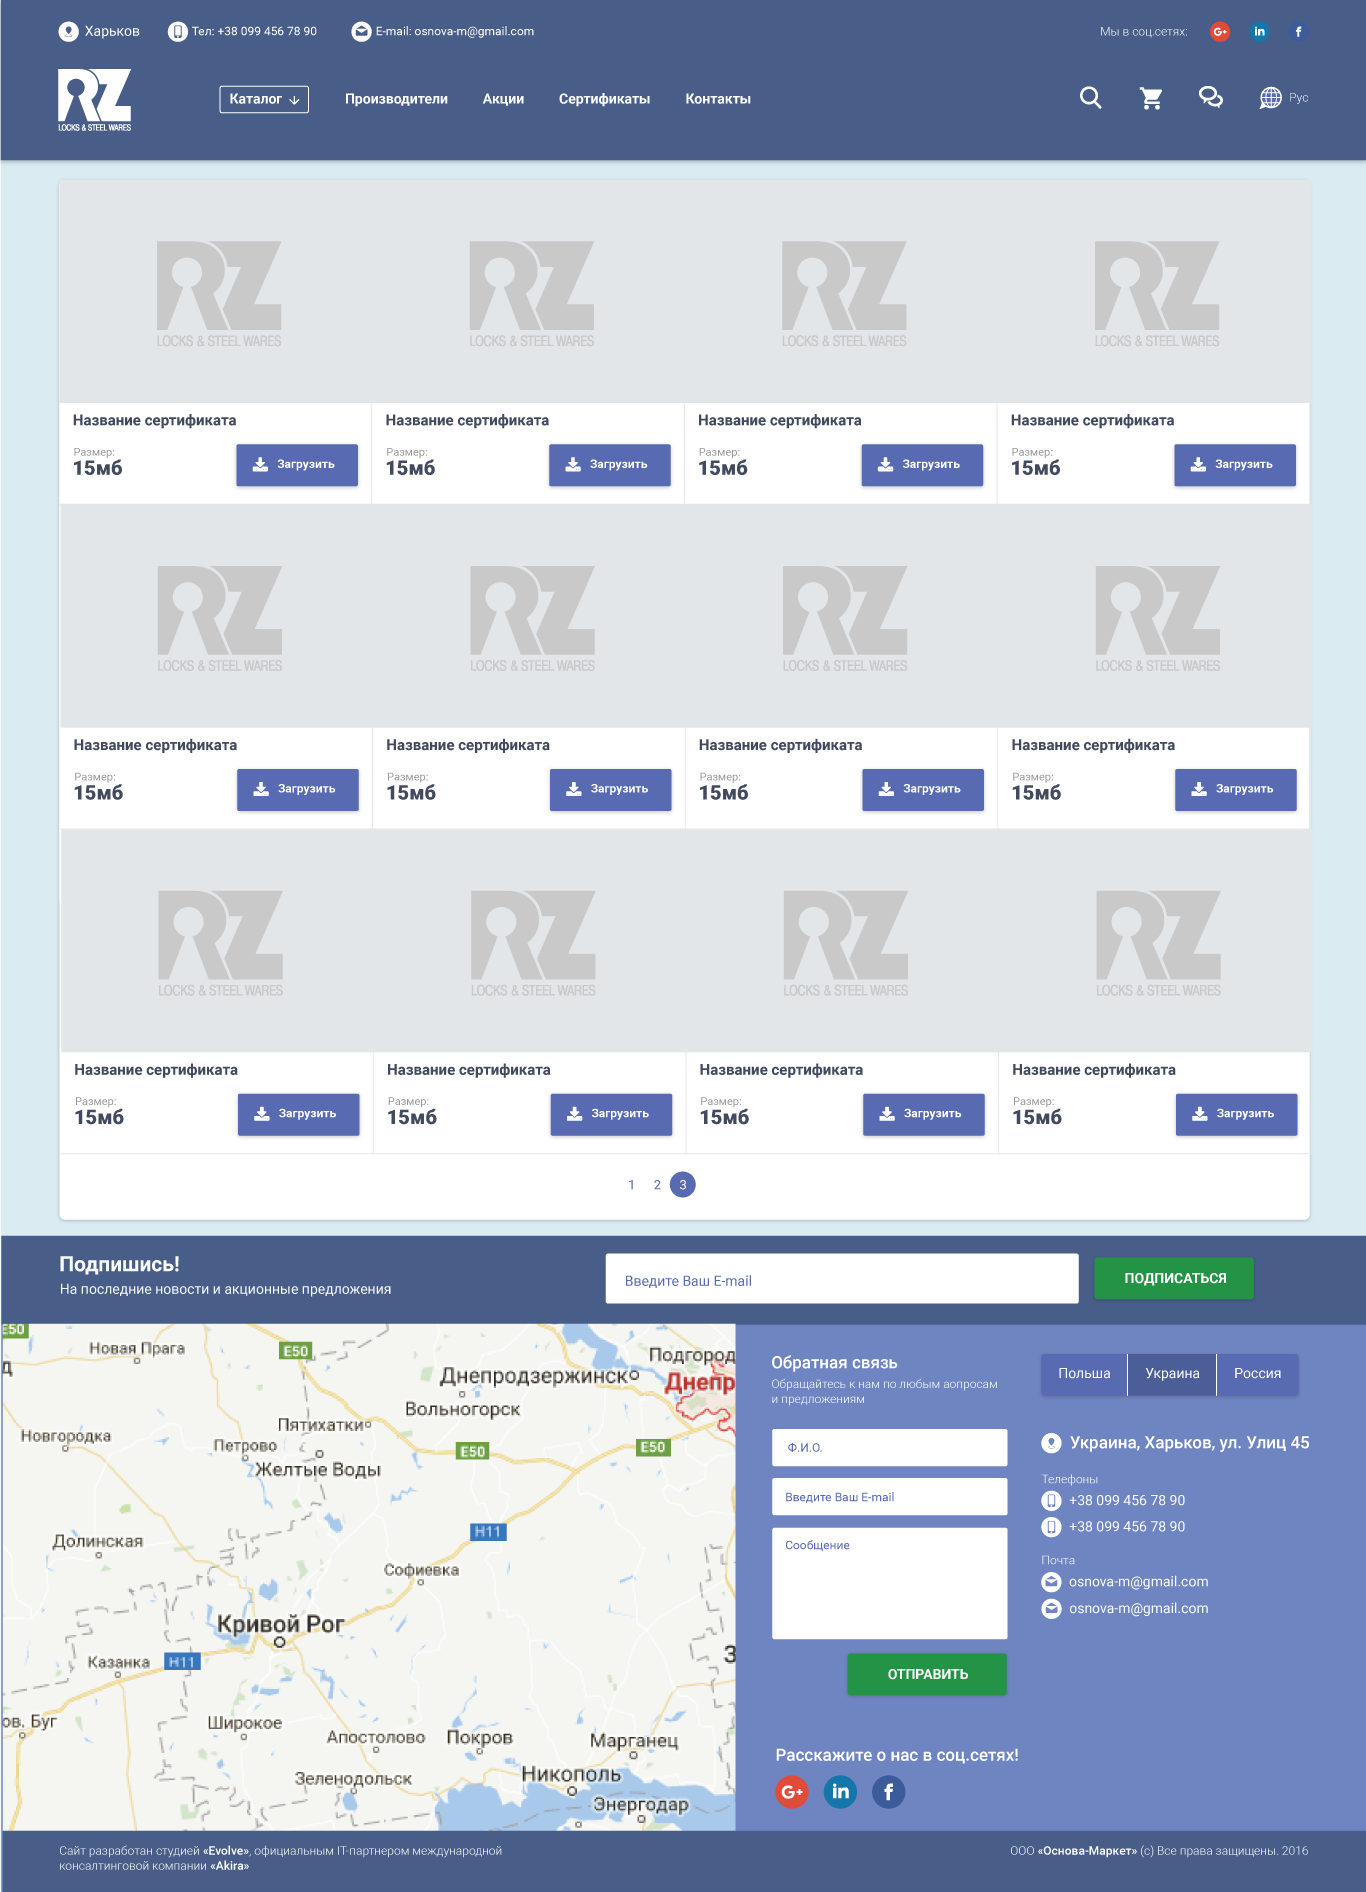 Харьков
Тел: +38 099 456 78 90
E-mail: osnova-m@gmail.com
Мы в соц.сетях:
G+
in
f
RZ
LOCKS & STEEL WARES
Каталог
Производители
Акции
Сертификаты
Контакты
Рус
RZ RZ RZ RZ
LOCKS & STEEL WARES LOCKS & STEEL WARES LOCKS & STEEL WARES LOCKS & STEEL WARES
Название сертификата Название сертификата Название сертификата Название сертификата
Размер: Размер: Размер: Размер:
15мб Загрузить 15мб Загрузить 15мб Загрузить 15мб Загрузить
RZ RZ RZ RZ
LOCKS & STEEL WARES LOCKS & STEEL WARES LOCKS & STEEL WARES LOCKS & STEEL WARES
Название сертификата Название сертификата Название сертификата Название сертификата
Размер: Размер: Размер: Размер:
15мб Загрузить 15мб Загрузить 15мб Загрузить 15мб Загрузить
RZ RZ RZ RZ
LOCKS & STEEL WARES LOCKS & STEEL WARES LOCKS & STEEL WARES LOCKS & STEEL WARES
Название сертификата Название сертификата Название сертификата Название сертификата
Размер: Размер: Размер: Размер:
15мб Загрузить 15мб Загрузить 15мб Загрузить 15мб Загрузить
1 2 3
Подпишись!
На последние новости и акционные предложения
Введите Ваш E-mail
ПОДПИСАТЬСЯ
E50
Новая Прага
E50
Подгород
Д
Днепродзержинск
Днепр
Вольногорск
Пятихатки
Новгородка
Петрово
E50
E50
Желтые Воды
H11
Долинская
Софиевка
Кривой Рог
Казанка
H11
З
ов. Буг
Широкое
Апостолово
Покров
Марганец
Зеленодольск
Никополь
Энергодар
Обратная связь
Обращайтесь к нам по любым вопросам
и предложениям
Ф.И.О.
Введите Ваш E-mail
Сообщение
ОТПРАВИТЬ
Польша
Украина
Россия
Украина, Харьков, ул. Улиц 45
Телефоны
+38 099 456 78 90
+38 099 456 78 90
Почта
osnova-m@gmail.com
osnova-m@gmail.com
Расскажите о нас в соц.сетях!
G+
in
f
Сайт разработан студией «Evolve», официальным IT-партнером международной
консалтинговой компании «Akira»
ООО «Основа-Маркет» (c) Все права защищены. 2016